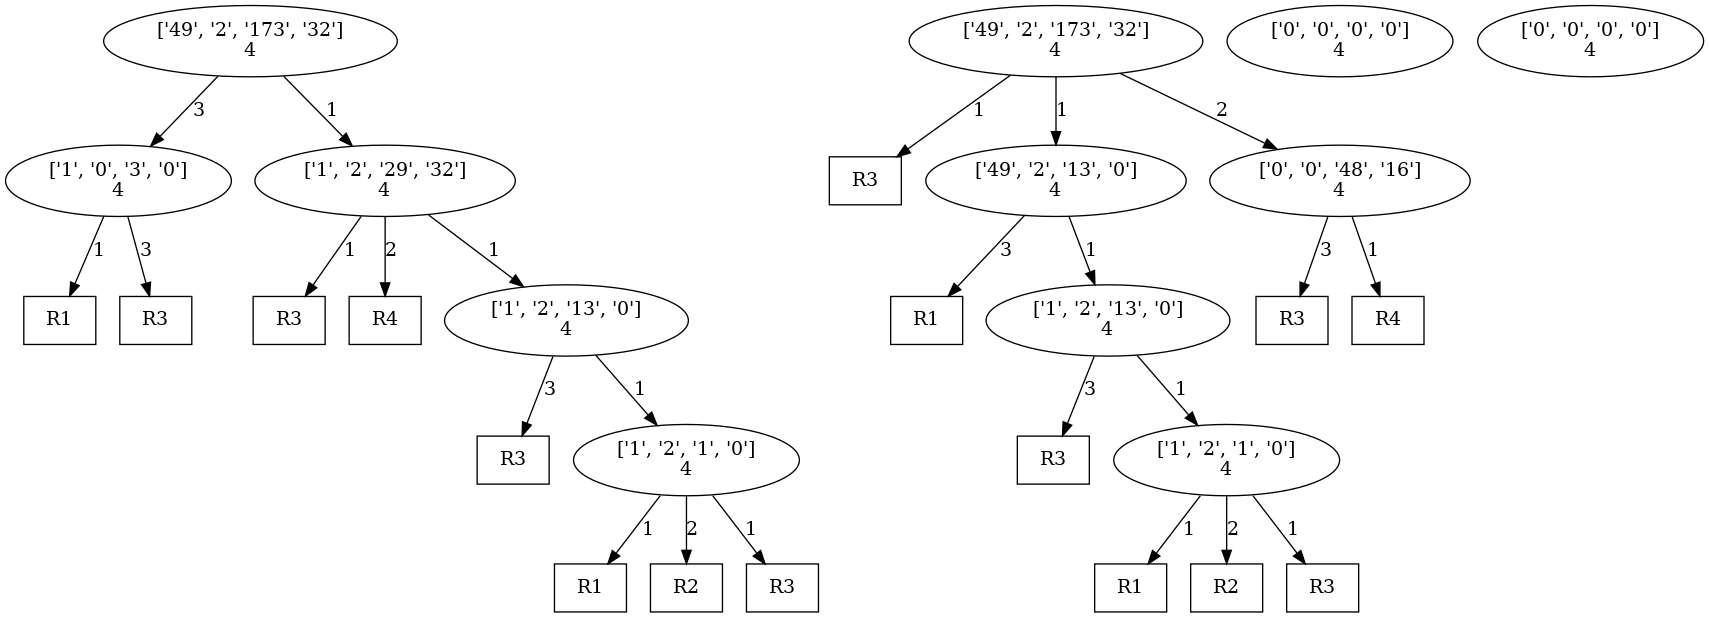 ['49', '2', '173', '32']
4
['49', '2', '173', '32']
4
['0', '0', '0', '0']
4
['0', '0', '0', '0']
4
3
1
1
1
2
['1', '0', '3', '0']
4
['1', '2', '29', '32']
4
R3
['49', '2', '13', '0']
4
['0', '0', '48', '16']
4
1
3
1
2
1
3
1
3
1
R1
R3
R3
R4
['1', '2', '13', '0']
4
R1
['1', '2', '13', '0']
4
R3
R4
3
1
3
1
R3
['1', '2', '1', '0']
4
R3
['1', '2', '1', '0']
4
1
2
1
1
2
1
R1
R2
R3
R1
R2
R3